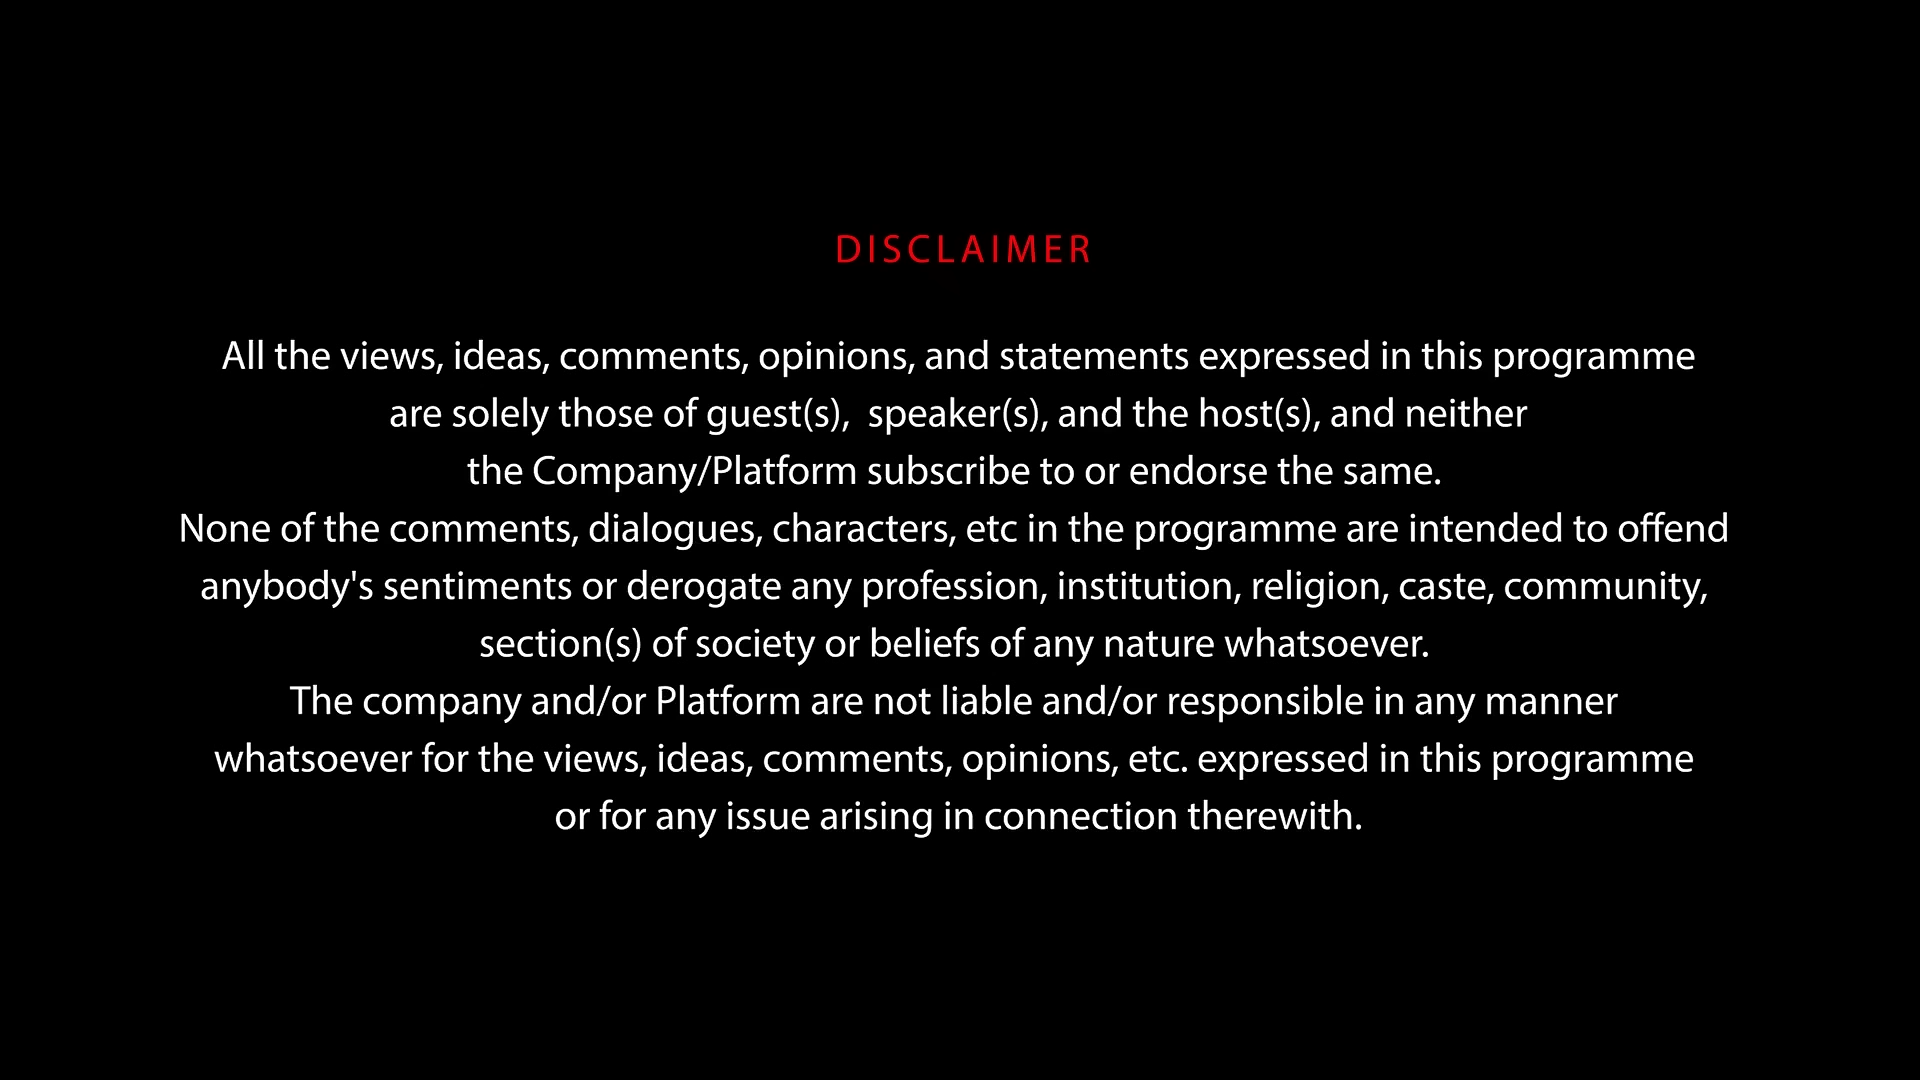 DISCLAIMER
All the views, ideas, comments, opinions, and statements expressed in this programme
are solely those of guest(s),  speaker(s), and the host(s), and neither
the Company/Platform subscribe to or endorse the same.
None of the comments, dialogues, characters, etc in the programme are intended to offend
anybody's sentiments or derogate any profession, institution, religion, caste, community,
section(s) of society or beliefs of any nature whatsoever.
The company and/or Platform are not liable and/or responsible in any manner
whatsoever for the views, ideas, comments, opinions, etc. expressed in this programme
or for any issue arising in connection therewith.